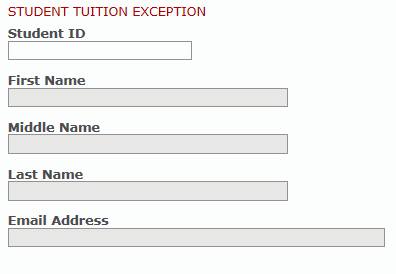 STUDENT TUITION EXCEPTION
Student ID
First Name
Middle Name
Last Name
Email Address